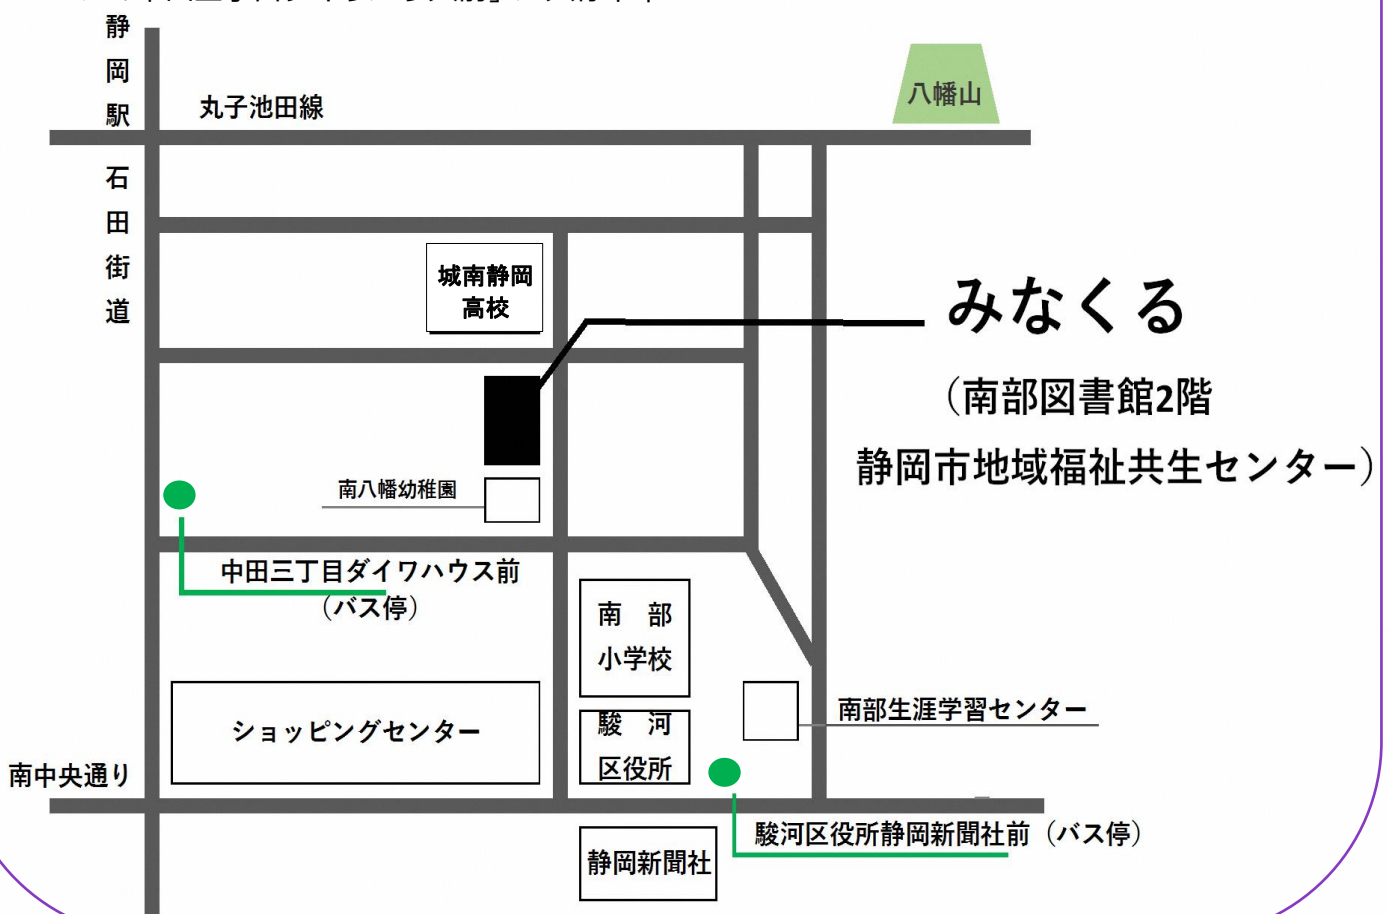 静岡駅
丸子池田線
八幡山
石田街道
城南静岡
高校
みなくる
（南部図書館2階
静岡市地域福祉共生センター）
南八幡幼稚園
中田三丁目ダイワハウス前
（バス停）
南　部
小学校
ショッピングセンター
駿　河
区役所
南部生涯学習センター
南中央通り
駿河区役所静岡新聞社前（バス停）
静岡新聞社